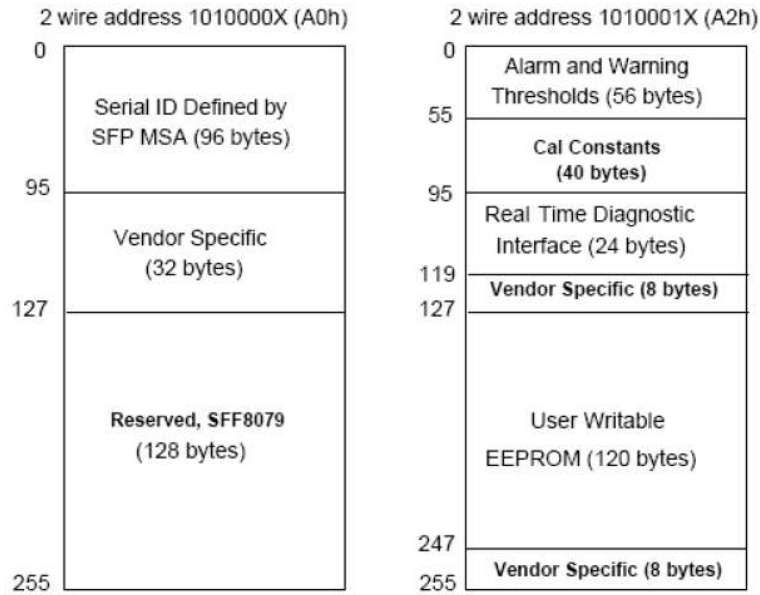 2 wire address 1010000X (A0h)
0
Serial ID Defined by
SFP MSA (96 bytes)
95
Vendor Specific
(32 bytes)
127
Reserved, SFF8079
(128 bytes)
255
2 wire address 1010001X (A2h)
0
Alarm and Warning
Thresholds (56 bytes)
55
Cal Constants
(40 bytes)
95
Real Time Diagnostic
Interface (24 bytes)
119
Vendor Specific (8 bytes)
127
User Writable
EEPROM (120 bytes)
247
Vendor Specific (8 bytes)
255